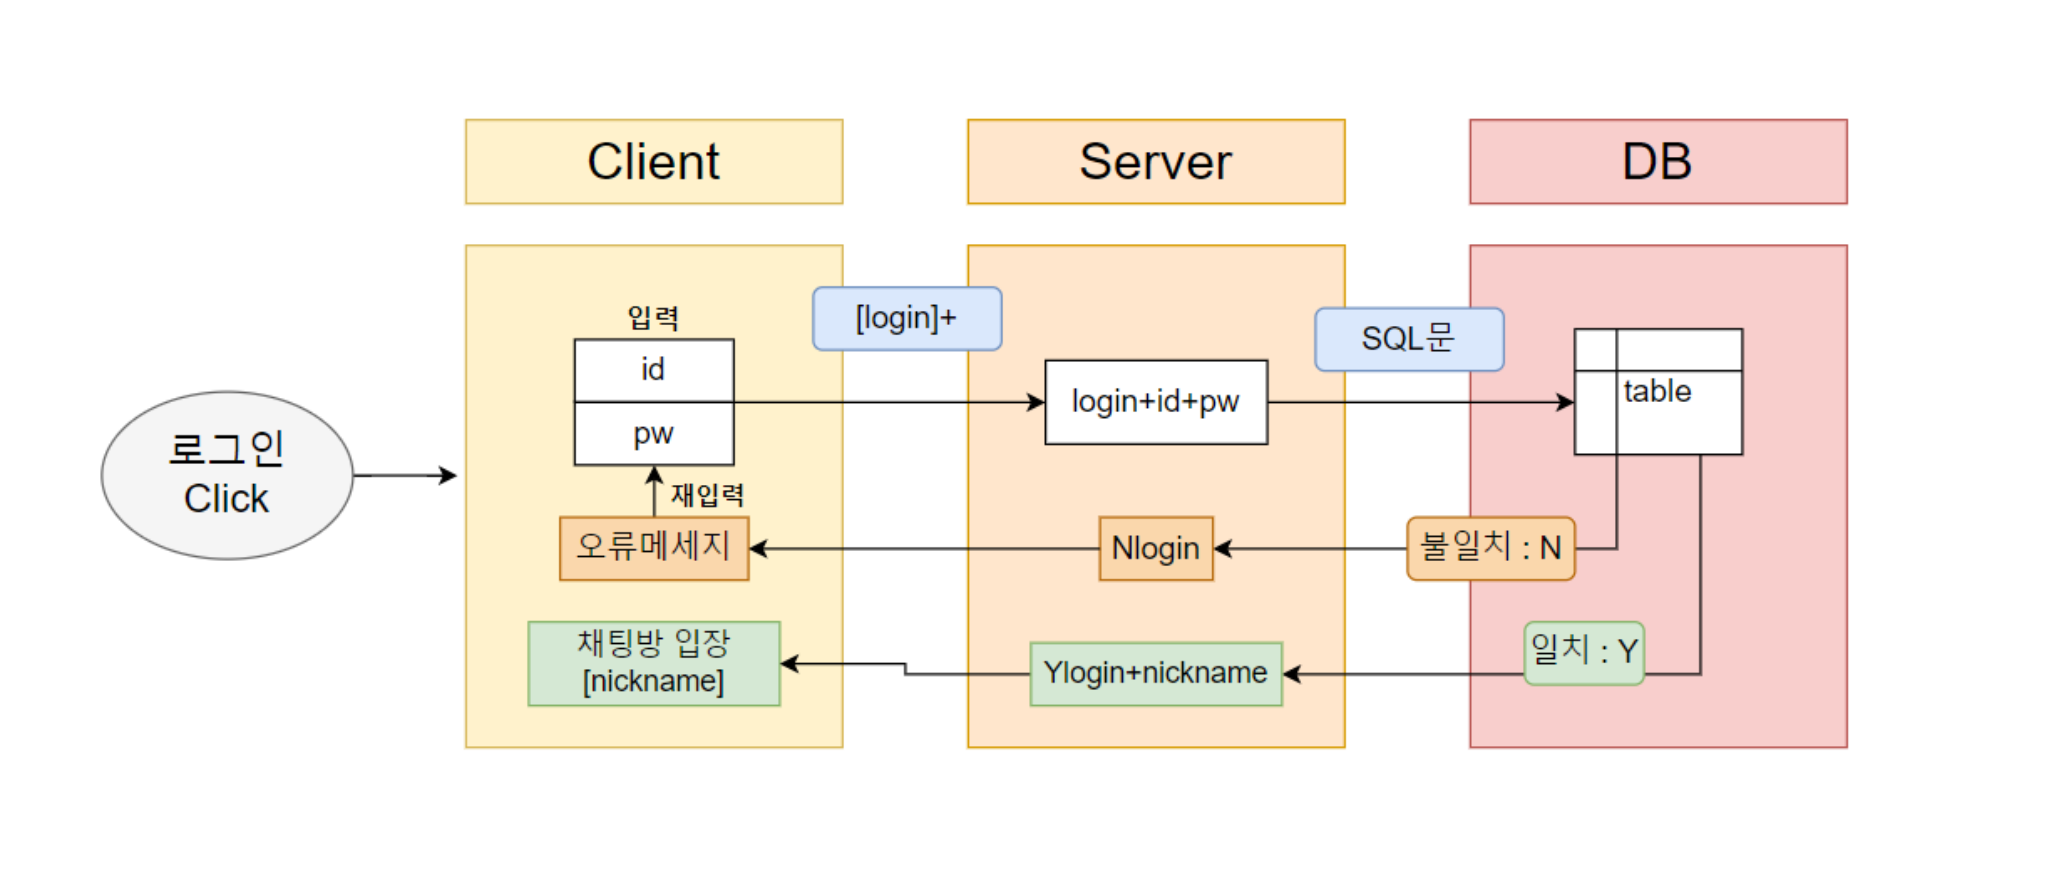 Client
Server
DB
로그인
Click
입력
id
pw
[login]+
login+id+pw
SQL문
table
재입력
오류메세지
Nlogin
불일치 : N
채팅방 입장
[nickname]
Ylogin+nickname
일치 : Y